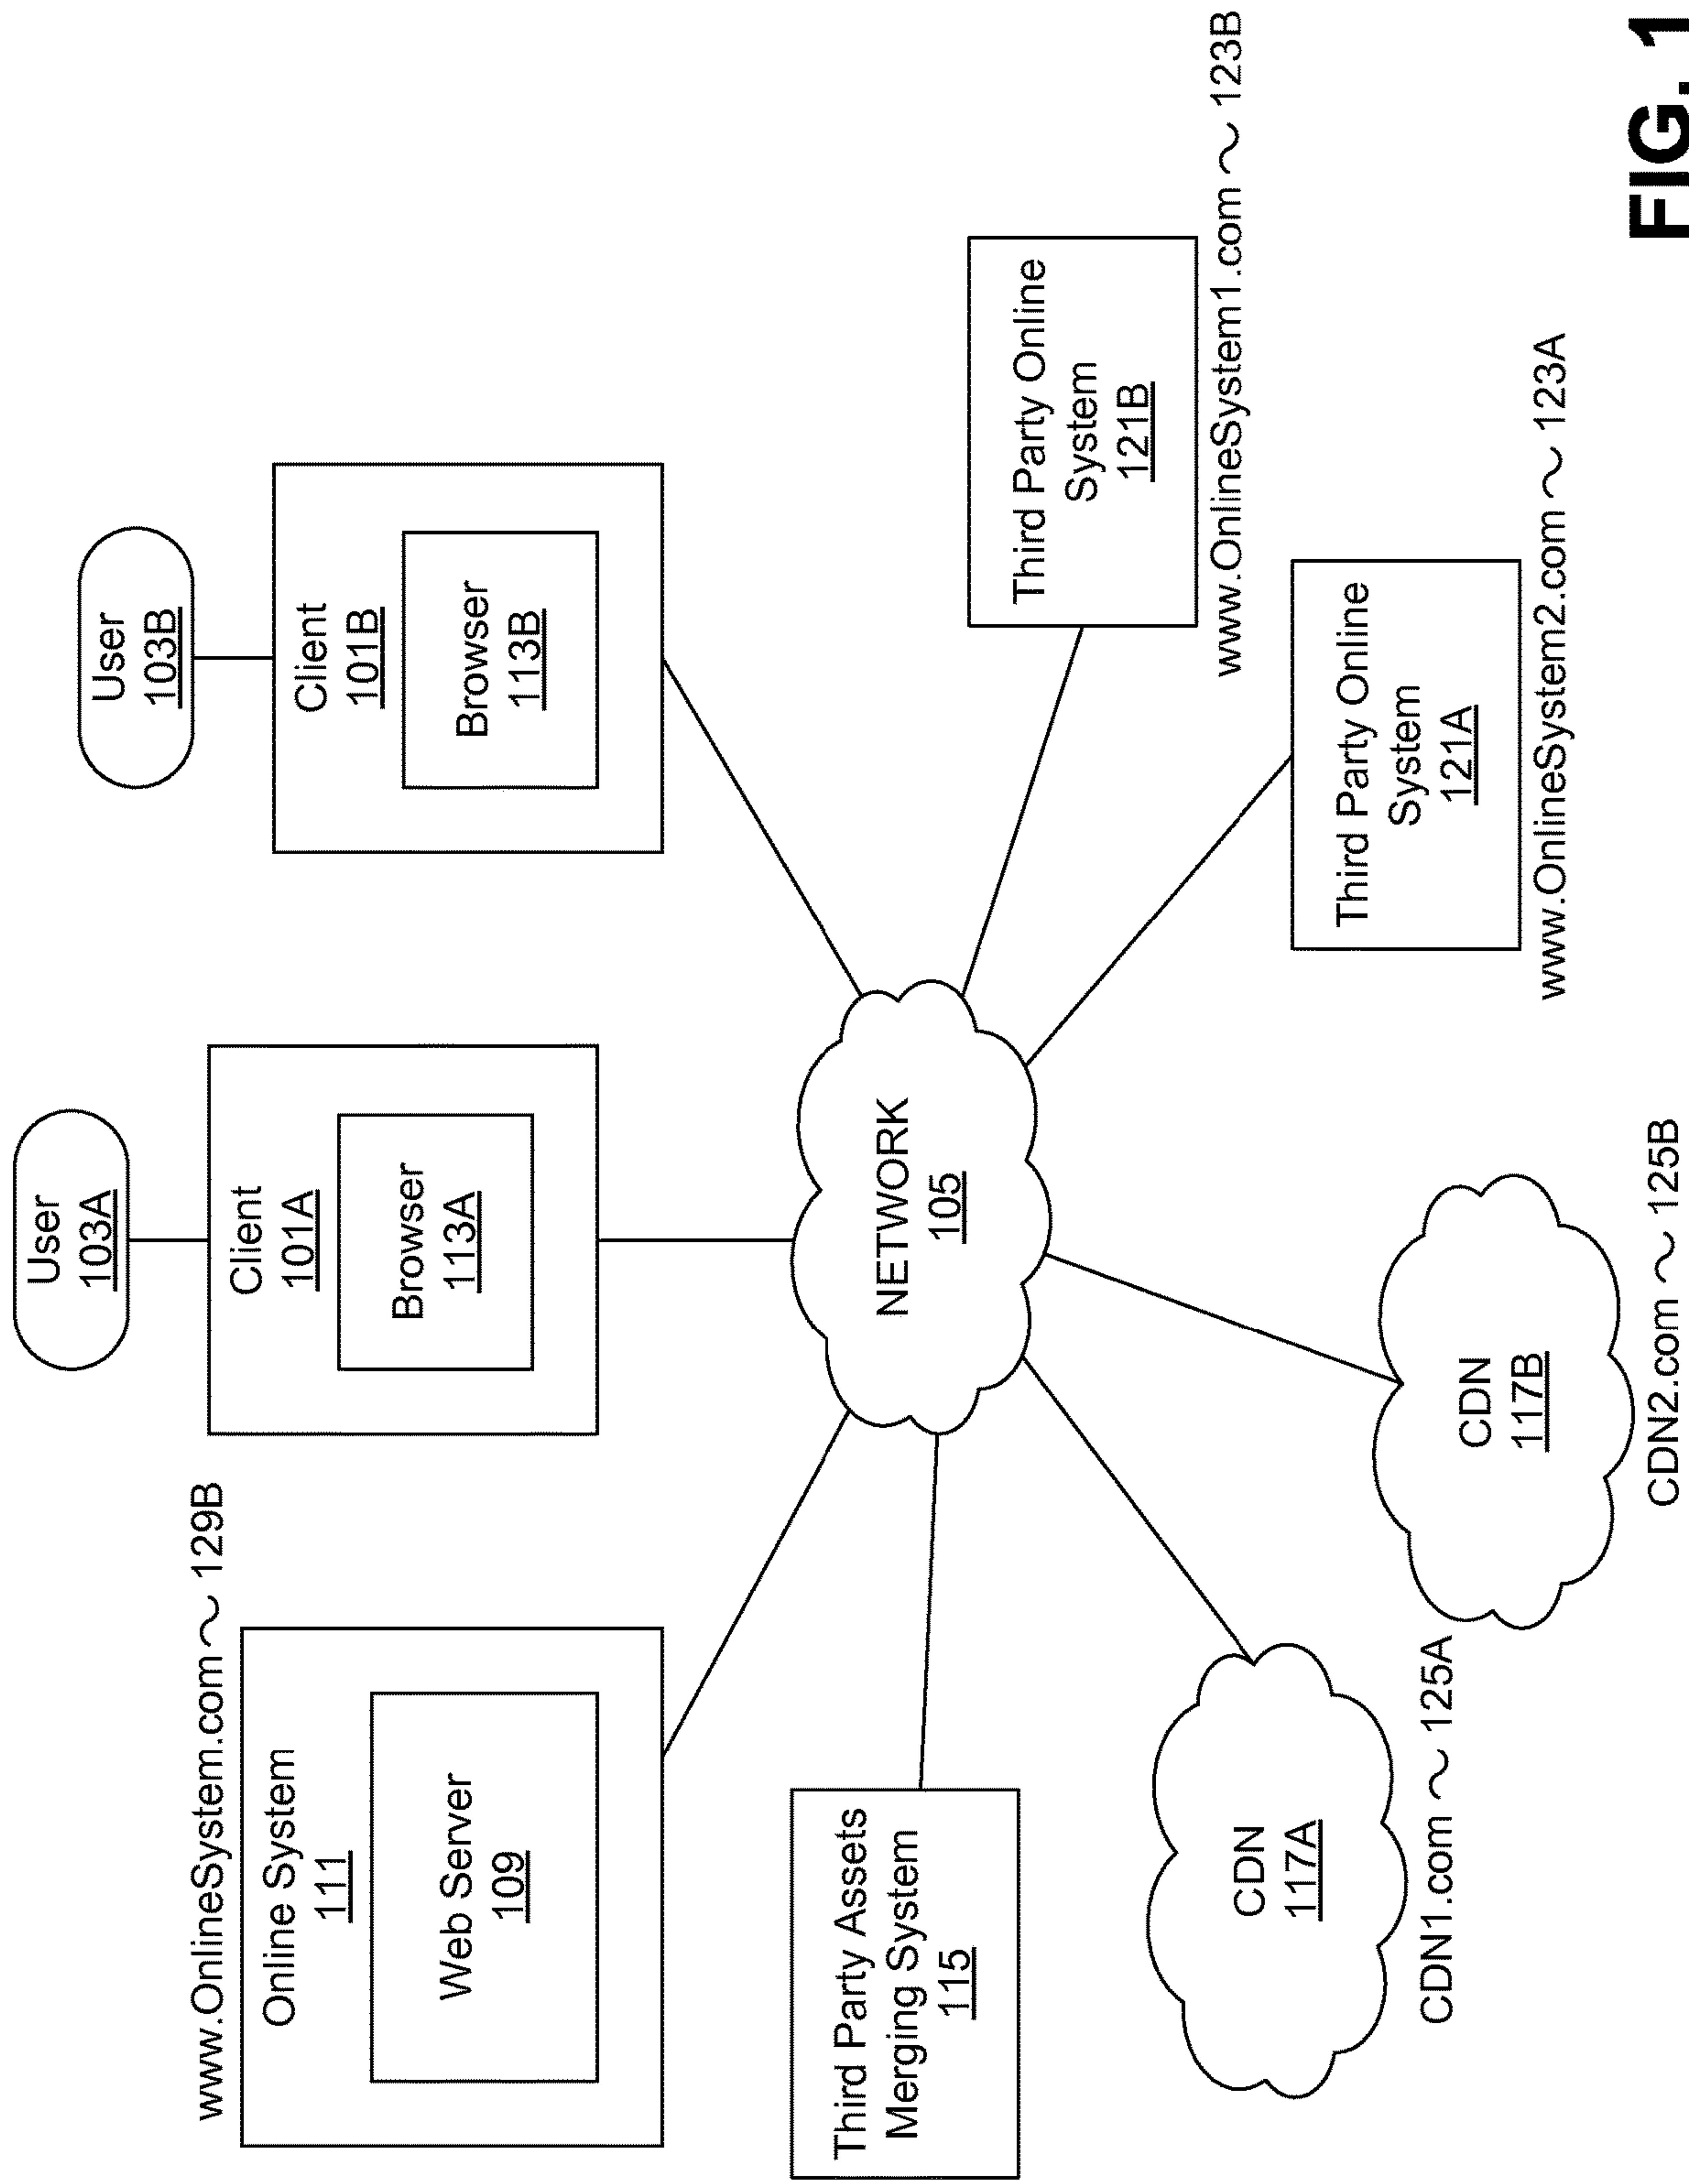 www.OnlineSystem.com ~ 129B
Online System
111
Web Server
109
User
103A
Client
101A
Browser
113A
User
103B
Client
101B
Browser
113B
Third Party Assets
Merging System
115
NETWORK
105
CDN
117A
CDN1.com ~ 125A
CDN
117B
CDN2.com ~ 125B
Third Party Online
System
121B
www.OnlineSystem1.com ~ 123B
Third Party Online
System
121A
www.OnlineSystem2.com ~ 123A
FIG. 1